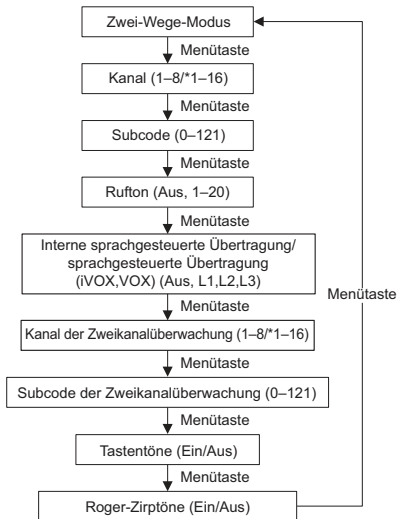 Zwei-Wege-Modus
Menütaste
Kanal (1–8/*1–16)
Menütaste
Subcode (0–121)
Menütaste
Rufton (Aus, 1–20)
Menütaste
Interne sprachgesteuerte Übertragung/
sprachgesteuerte Übertragung
(iVOX,VOX) (Aus, L1,L2,L3)
Menütaste
Menütaste
Kanal der Zweikanalüberwachung (1–8/*1–16)
Menütaste
Subcode der Zweikanalüberwachung (0–121)
Menütaste
Tastentöne (Ein/Aus)
Menütaste
Roger-Zirptöne (Ein/Aus)